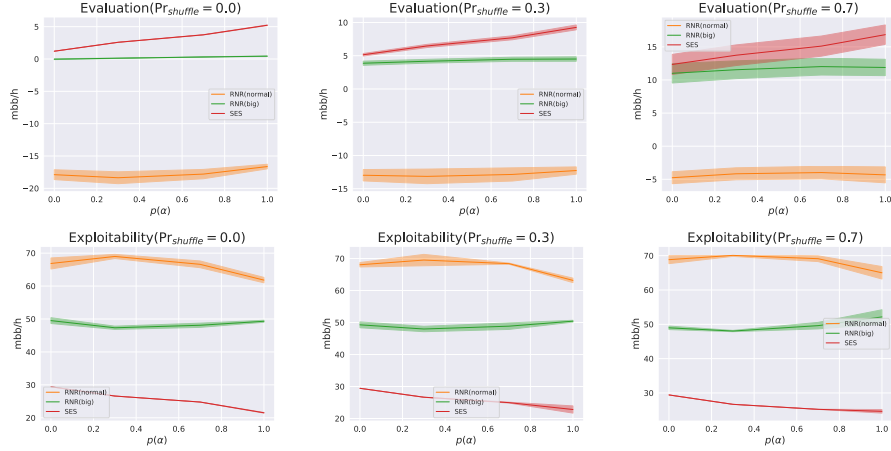 Evaluation(Pr_shuffle = 0.0)
mbb/h
5
0
−5
−10
−15
−20
RNR(normal)
RNR(big)
SES
0.0 0.2 0.4 0.6 0.8 1.0
p(α)
Evaluation(Pr_shuffle = 0.3)
mbb/h
10
5
0
−5
−10
−15
RNR(normal)
RNR(big)
SES
0.0 0.2 0.4 0.6 0.8 1.0
p(α)
Evaluation(Pr_shuffle = 0.7)
mbb/h
15
10
5
0
−5
RNR(normal)
RNR(big)
SES
0.0 0.2 0.4 0.6 0.8 1.0
p(α)
Exploitability(Pr_shuffle = 0.0)
mbb/h
70
60
50
40
30
20
RNR(normal)
RNR(big)
SES
0.0 0.2 0.4 0.6 0.8 1.0
p(α)
Exploitability(Pr_shuffle = 0.3)
mbb/h
70
60
50
40
30
20
RNR(normal)
RNR(big)
SES
0.0 0.2 0.4 0.6 0.8 1.0
p(α)
Exploitability(Pr_shuffle = 0.7)
mbb/h
70
60
50
40
30
RNR(normal)
RNR(big)
SES
0.0 0.2 0.4 0.6 0.8 1.0
p(α)